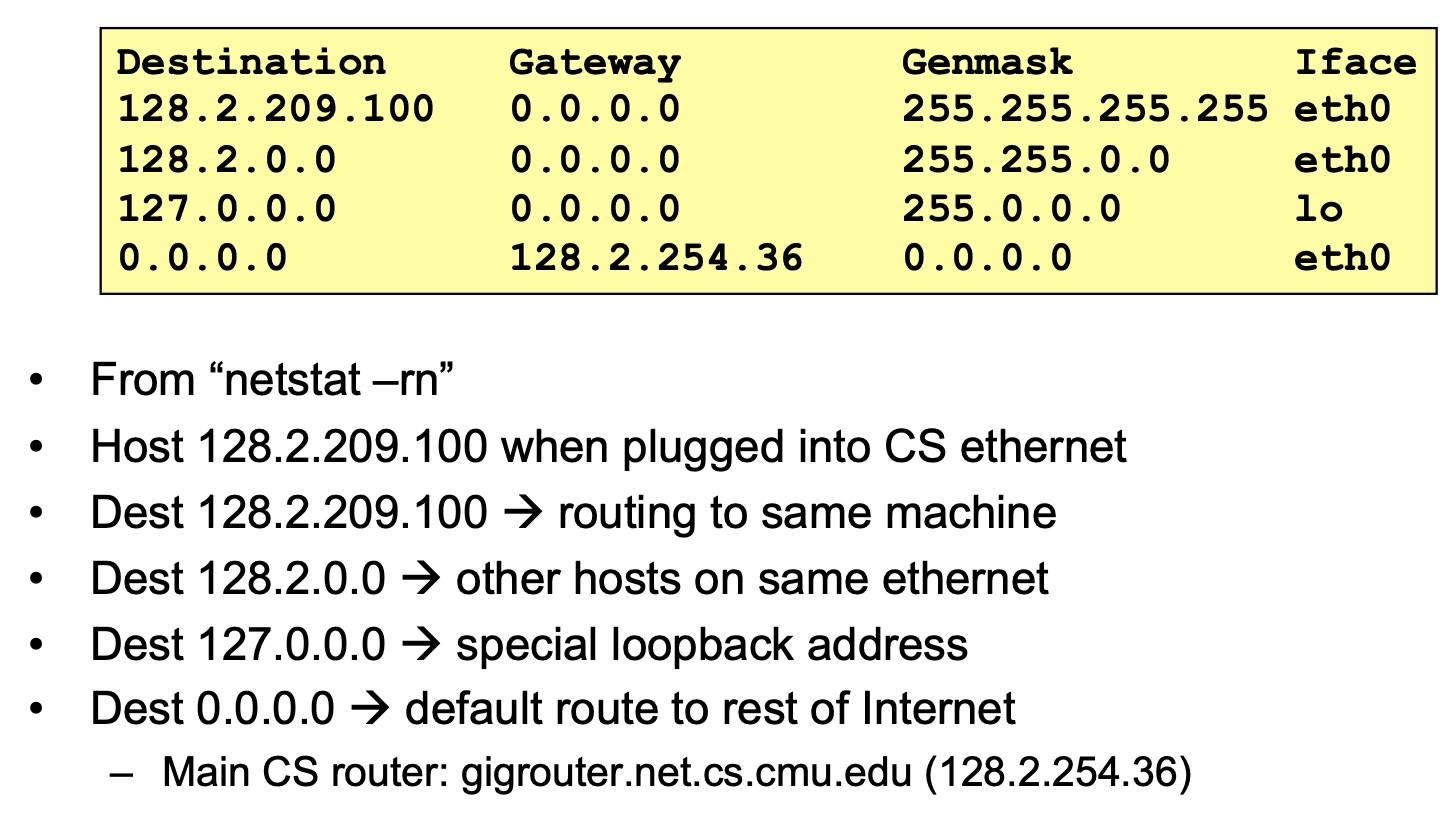 Destination Gateway Genmask Iface
128.2.209.100 0.0.0.0 255.255.255.255 eth0
128.2.0.0 0.0.0.0 255.255.0.0 eth0
127.0.0.0 0.0.0.0 255.0.0.0 lo
0.0.0.0 128.2.254.36 0.0.0.0 eth0
• From “netstat –rn”
• Host 128.2.209.100 when plugged into CS ethernet
• Dest 128.2.209.100 → routing to same machine
• Dest 128.2.0.0 → other hosts on same ethernet
• Dest 127.0.0.0 → special loopback address
• Dest 0.0.0.0 → default route to rest of Internet
– Main CS router: gigrouter.net.cs.cmu.edu (128.2.254.36)